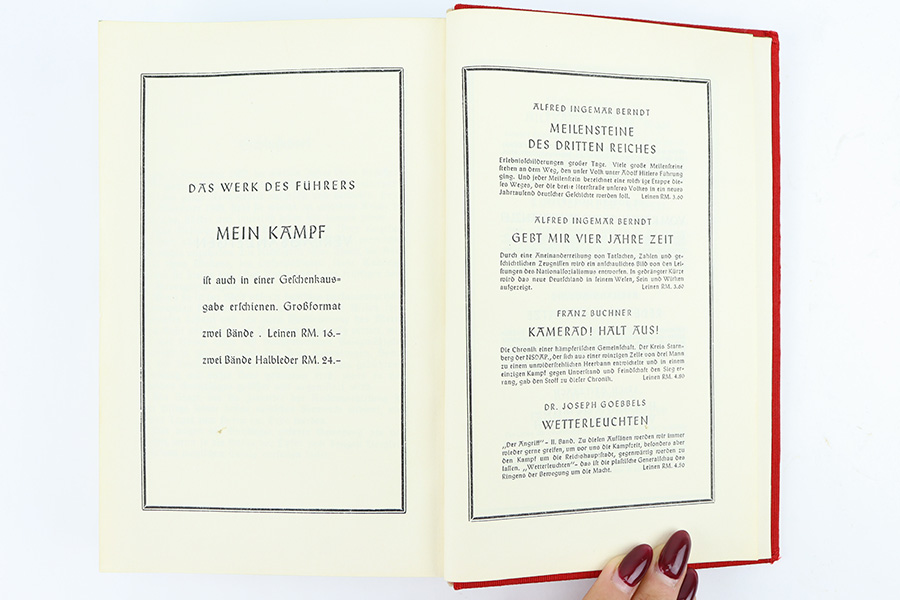 DAS WERK DES FÜHRERS
MEIN KAMPF
ist auch in einer Geschenkaus-
gabe erschienen. Großformat
zwei Bände . Leinen RM. 16.–
zwei Bände Halbleder RM. 24.–
ALFRED INGEMAR BERNDT
MEILENSTEINE
DES DRITTEN REICHES
Erlebnisschilderungen großer Tage. Viele große Meilensteine
stehen an dem Weg, den unser Volk unter Adolf Hitlers Führung
ging. Und jeder Meilenstein bezeichnet eine wichtige Etappe die-
ses Weges, der die breite Heerstraße unseres Volkes in ein neues
Jahrtausend deutscher Geschichte werden soll. Leinen RM. 3.60
ALFRED INGEMAR BERNDT
GEBT MIR VIER JAHRE ZEIT
Durch eine Aneinanderreihung von Tatsachen, Zahlen und ge-
schichtlichen Zeugnissen wird ein anschauliches Bild von den Lei-
stungen des Nationalsozialismus entworfen. In gedrängter Kürze
wird das neue Deutschland in seinem Wesen, Sein und Wirken
aufgezeigt. Leinen RM. 3.60
FRANZ BUCHNER
KAMERAD! HALT AUS!
Die Chronik einer kämpferischen Gemeinschaft. Der Kreis Starn-
berg der NSDAP., der sich aus einer winzigen Zelle von drei Mann
zu einem unwiderstehlichen Heerbann entwickelte und in einem
einzigen Kampf gegen Unverstand und Feindschaft den Sieg er-
rang, gab den Stoff zu dieser Chronik. Leinen RM. 4.80
DR. JOSEPH GOEBBELS
WETTERLEUCHTEN
„Der Angriff“ – II. Band. Zu diesen Aufsätzen werden wir immer
wieder gerne greifen, um vor uns die Kampfzeit, besonders aber
den Kampf um die Reichshauptstadt, gegenwärtig werden zu
lassen. „Wetterleuchten“ – das ist die plastische Generalschau des
Ringens der Bewegung um die Macht. Leinen RM. 4.50